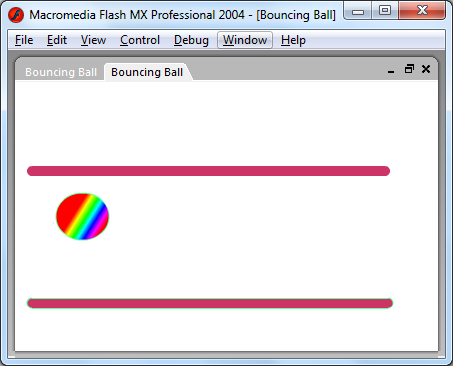 Macromedia Flash MX Professional 2004 - [Bouncing Ball]
File Edit View Control Debug Window Help
Bouncing Ball Bouncing Ball